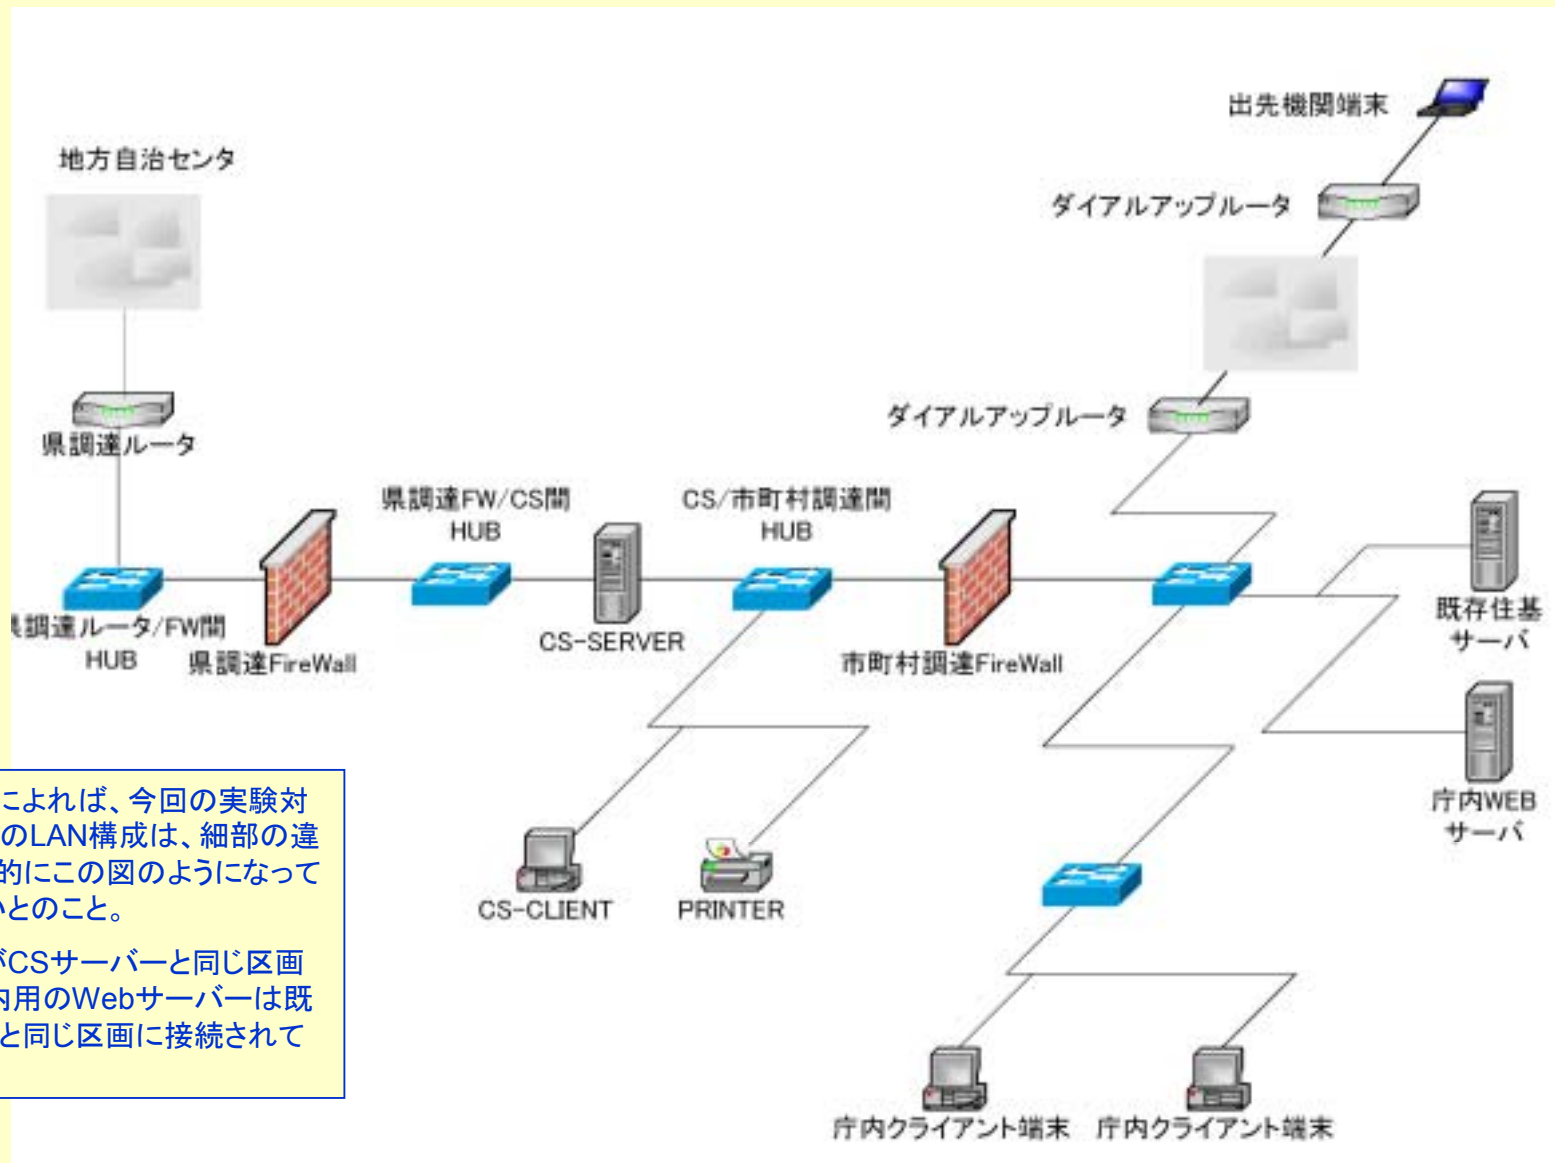 出先機関端末
地方自治センタ
ダイアルアップルータ
ダイアルアップルータ
県調達ルータ
県調達FW/CS間
HUB
CS/市町村調達間
HUB
既存住基
サーバ
調達ルータ/FW間
HUB
県調達FireWall
CS-SERVER
市町村調達FireWall
庁内WEB
サーバ
によれば、今回の実験対
のLAN構成は、細部の違
的にこの図のようになって
いとのこと。
がCSサーバーと同じ区画
内用のWebサーバーは既
と同じ区画に接続されて
CS-CLIENT
PRINTER
庁内クライアント端末
庁内クライアント端末